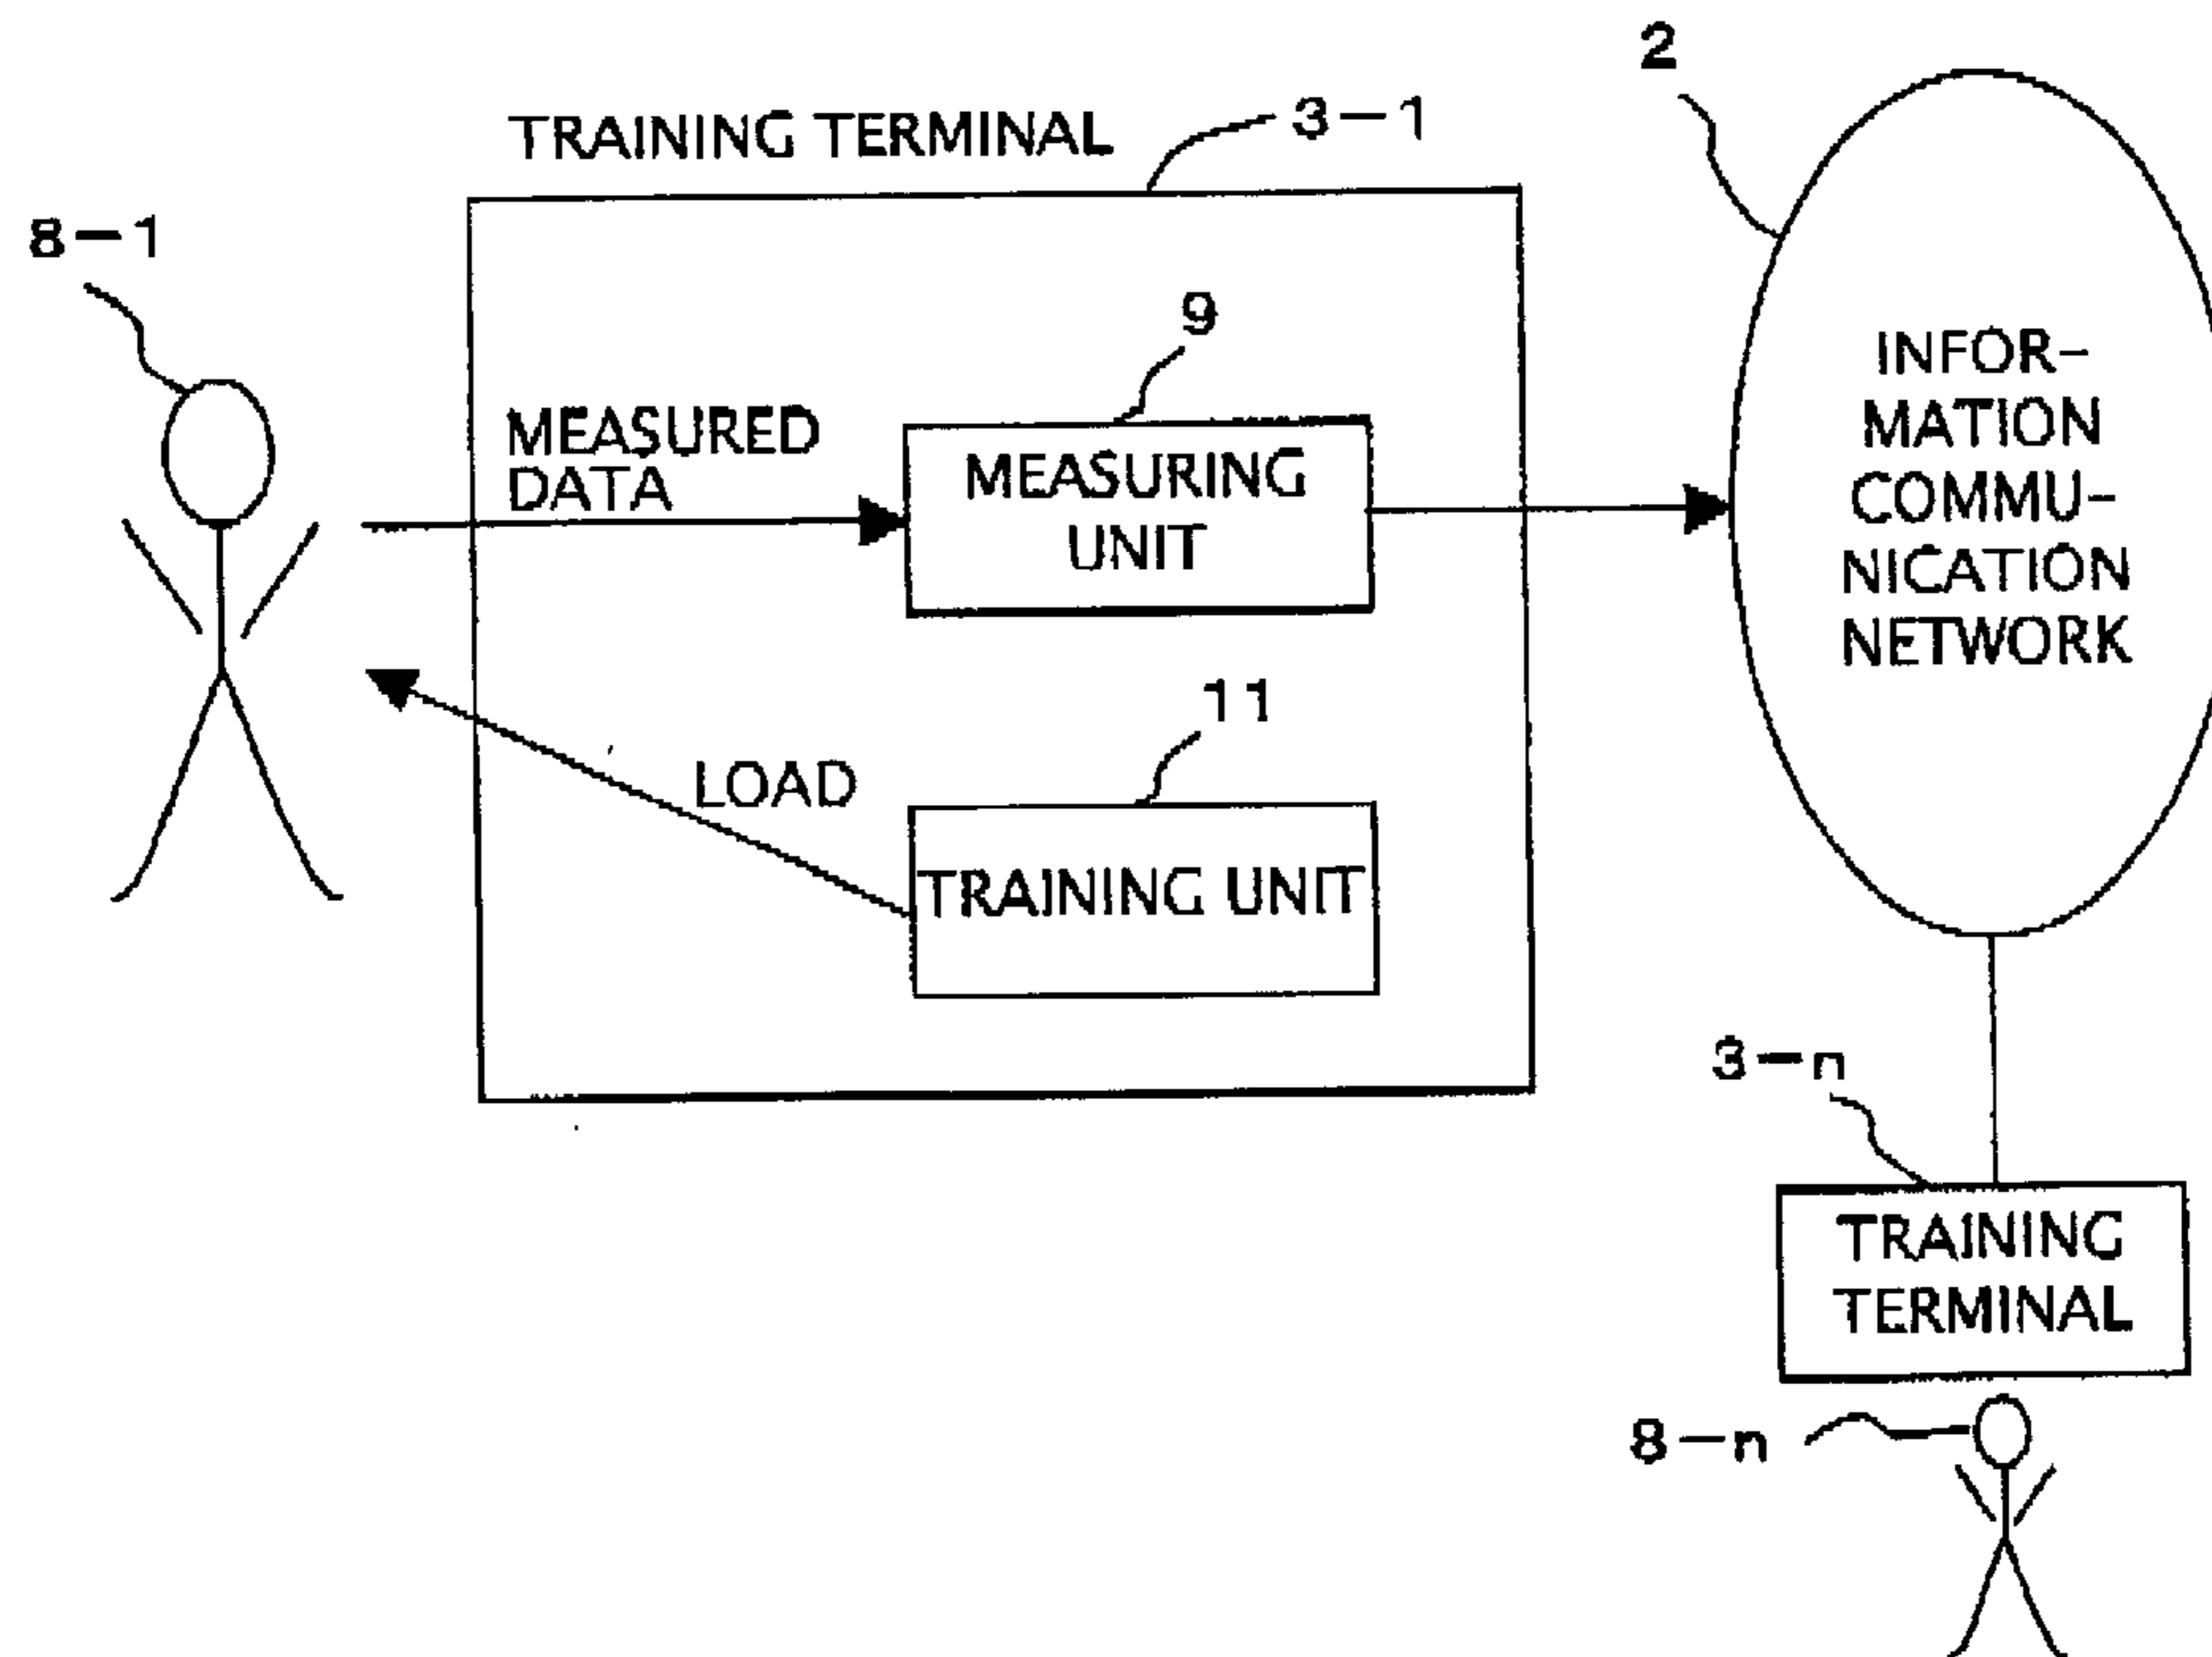 2
TRAINING TERMINAL
3-1
8-1
9
MEASURED
DATA
MEASURING
UNIT
INFOR-
MATION
COMMU-
NICATION
NETWORK
11
LOAD
TRAINING UNIT
3-n
TRAINING
TERMINAL
8-n